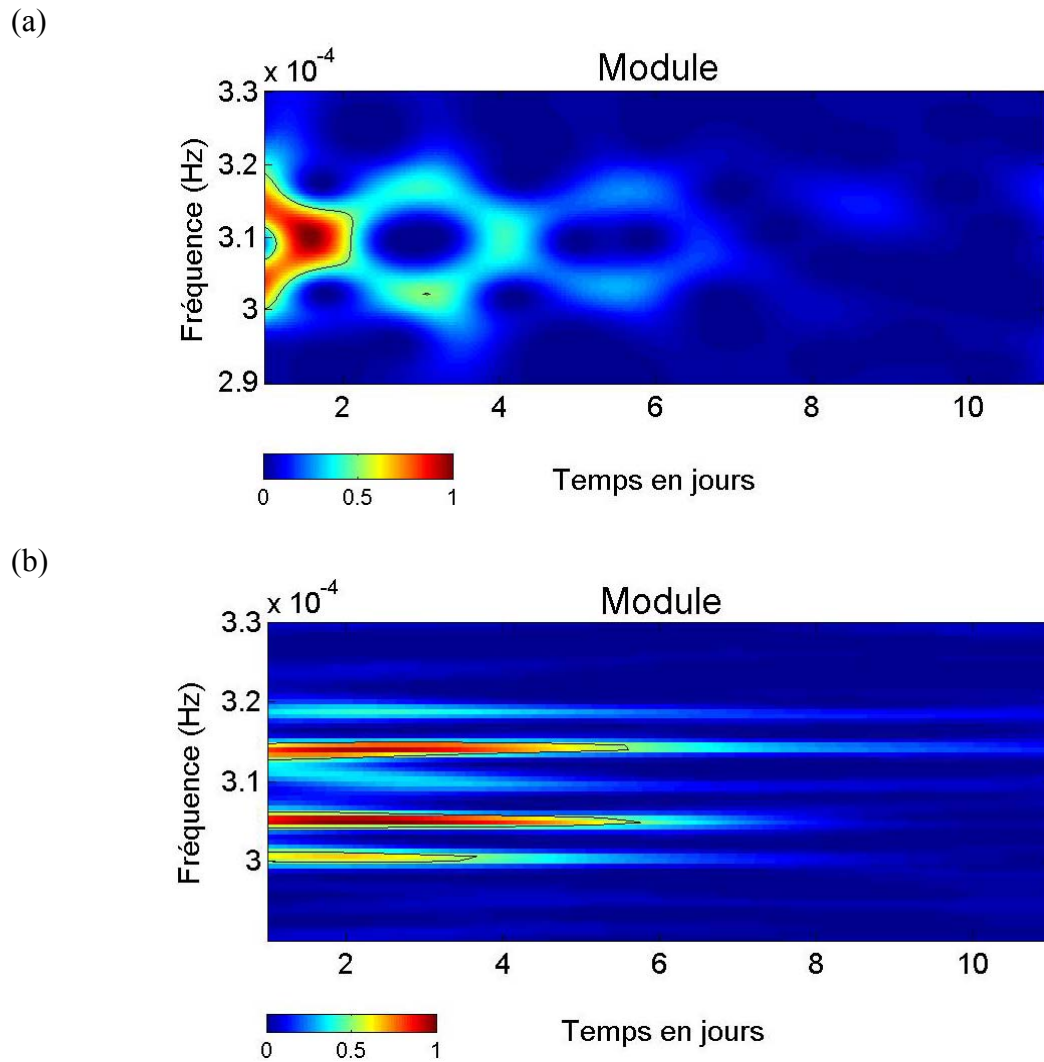 (a)
Module
x 10-4
3.3
3.2
3.1
3
2.9
Fréquence (Hz)
2 4 6 8 10
0 0.5 1
Temps en jours
(b)
Module
x 10-4
3.3
3.2
3.1
3
Fréquence (Hz)
2 4 6 8 10
0 0.5 1
Temps en jours